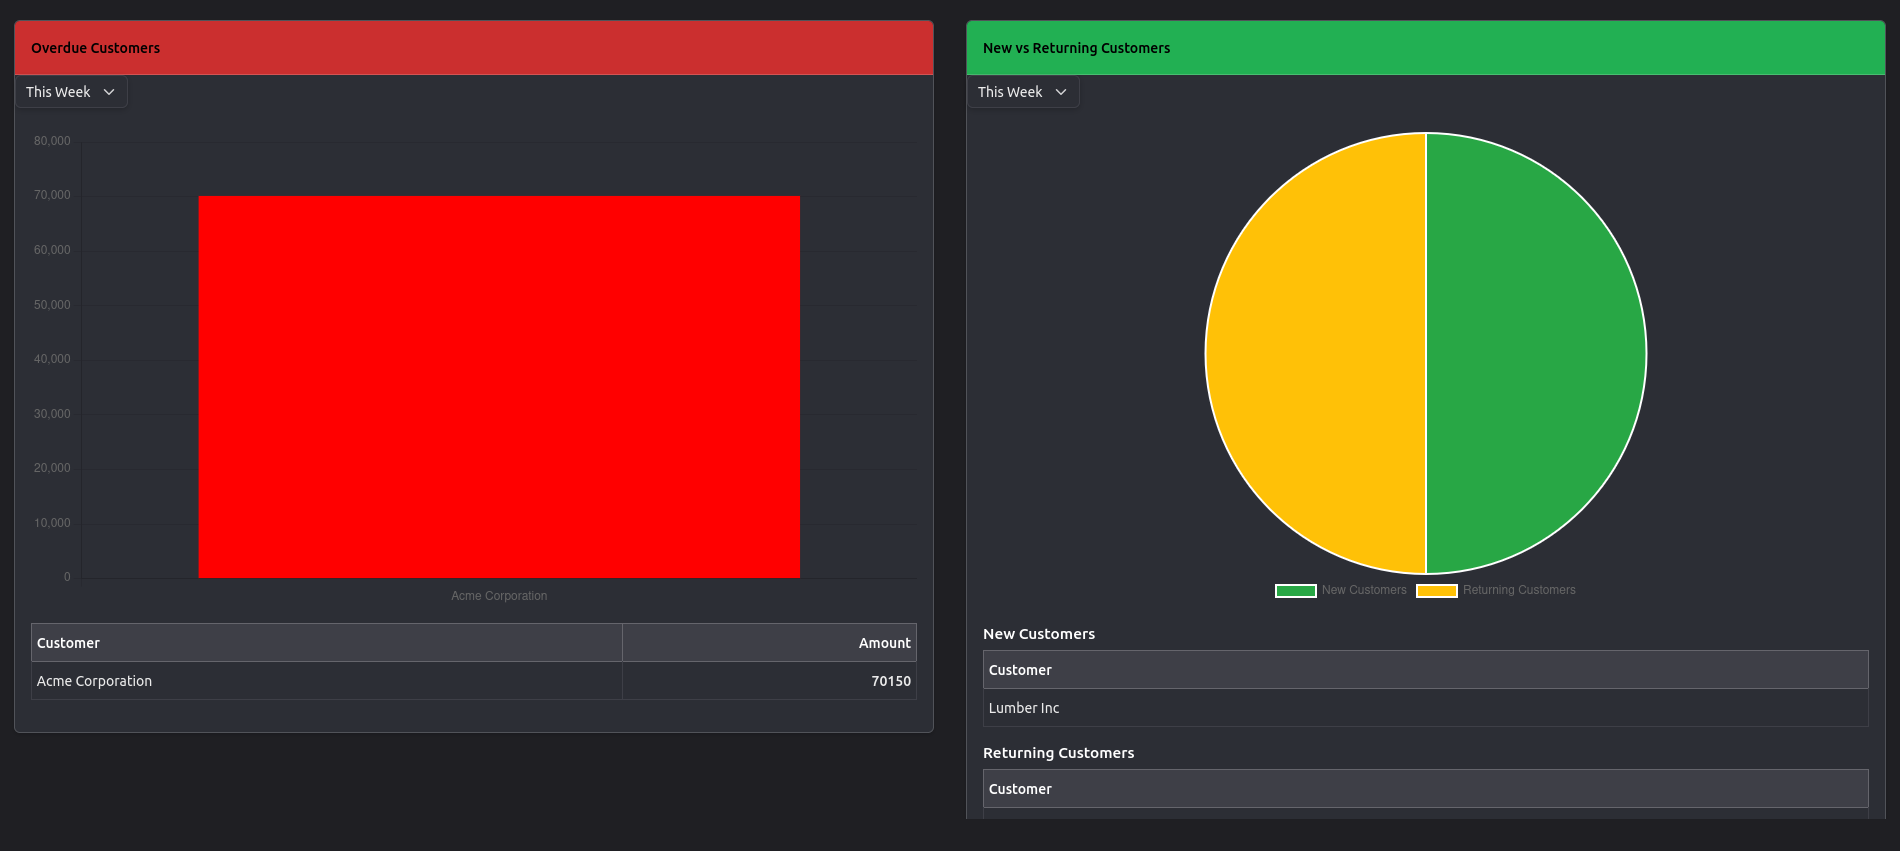 Overdue Customers
This Week
80,000
70,000
60,000
50,000
40,000
30,000
20,000
10,000
0
Acme Corporation
Customer Amount
Acme Corporation 70150
New vs Returning Customers
This Week
New Customers Returning Customers
New Customers
Customer
Lumber Inc
Returning Customers
Customer